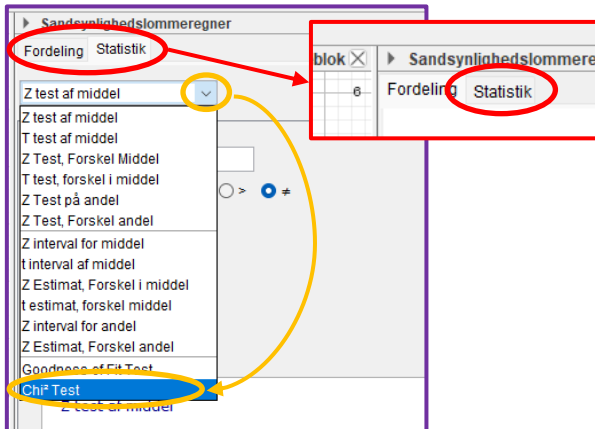 Sandsynlighedslommeregner
Fordeling Statistik
Z test af middel
Z test af middel
T test af middel
Z Test, Forskel Middel
T test, forskel i middel
Z Test på andel
Z Test, Forskel andel
Z interval for middel
t interval af middel
Z Estimat, Forskel i middel
t estimat, forskel middel
Z interval for andel
Z Estimat, Forskel andel
Goodness of Fit Test
Chi² Test
> ≠
Z test af middel
blok
Sandsynlighedslommere
6
Fordeling Statistik